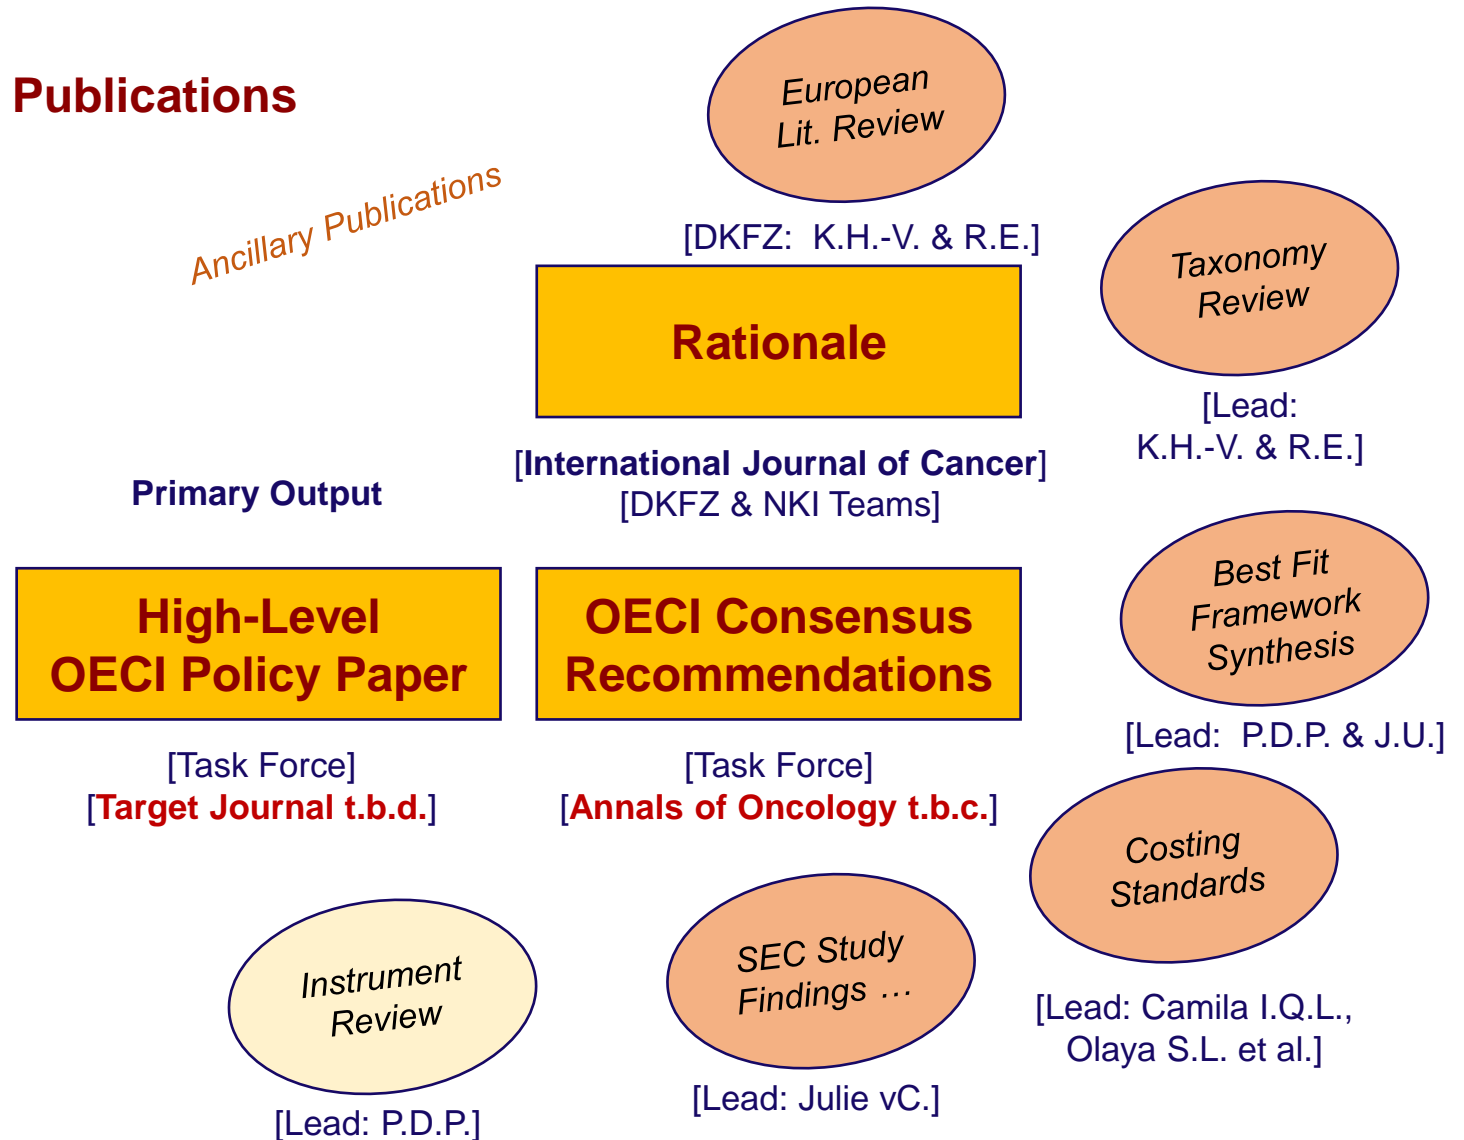 Publications
European
Lit. Review
Ancillary Publications
[DKFZ:  K.H.-V. & R.E.]
Taxonomy
Review
Rationale
[Lead:
K.H.-V. & R.E.]
[International Journal of Cancer]
[DKFZ & NKI Teams]
Primary Output
Best Fit
Framework
Synthesis
High-Level
OECI Policy Paper
OECI Consensus
Recommendations
[Lead:  P.D.P. & J.U.]
[Task Force]
[Target Journal t.b.d.]
[Task Force]
[Annals of Oncology t.b.c.]
Costing
Standards
Instrument
Review
SEC Study
Findings …
[Lead: Camila I.Q.L.,
Olaya S.L. et al.]
[Lead: Julie vC.]
[Lead: P.D.P.]